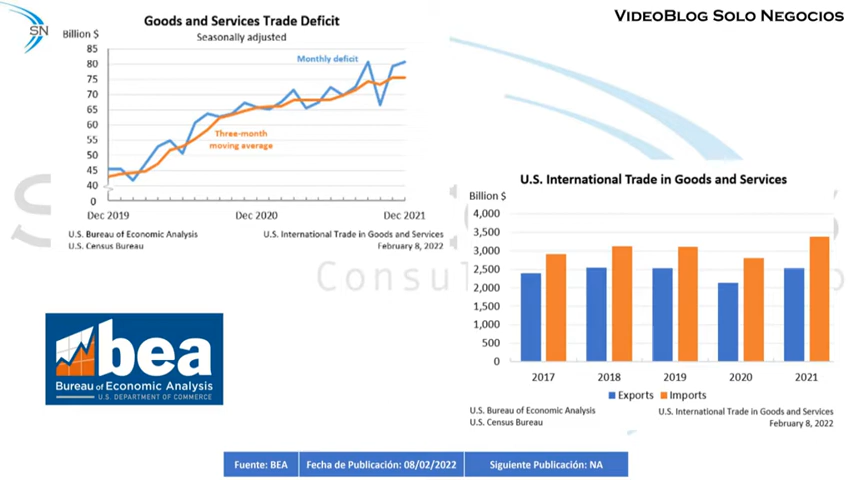 SN
VideoBlog Solo Negocios
Goods and Services Trade Deficit
Seasonally adjusted
Billion $
85
80
75
70
65
60
55
50
45
40
0
Monthly deficit
Three-month
moving average
Dec 2019
Dec 2020
Dec 2021
U.S. Bureau of Economic Analysis
U.S. Census Bureau
U.S. International Trade in Goods and Services
February 8, 2022
U.S. International Trade in Goods and Services
Billion $
4,000
3,500
3,000
2,500
2,000
1,500
1,000
500
0
2017
2018
2019
2020
2021
Exports
Imports
U.S. Bureau of Economic Analysis
U.S. Census Bureau
U.S. International Trade in Goods and Services
February 8, 2022
bea
Bureau of Economic Analysis
U.S. DEPARTMENT OF COMMERCE
Fuente: BEA
Fecha de Publicación: 08/02/2022
Siguiente Publicación: NA